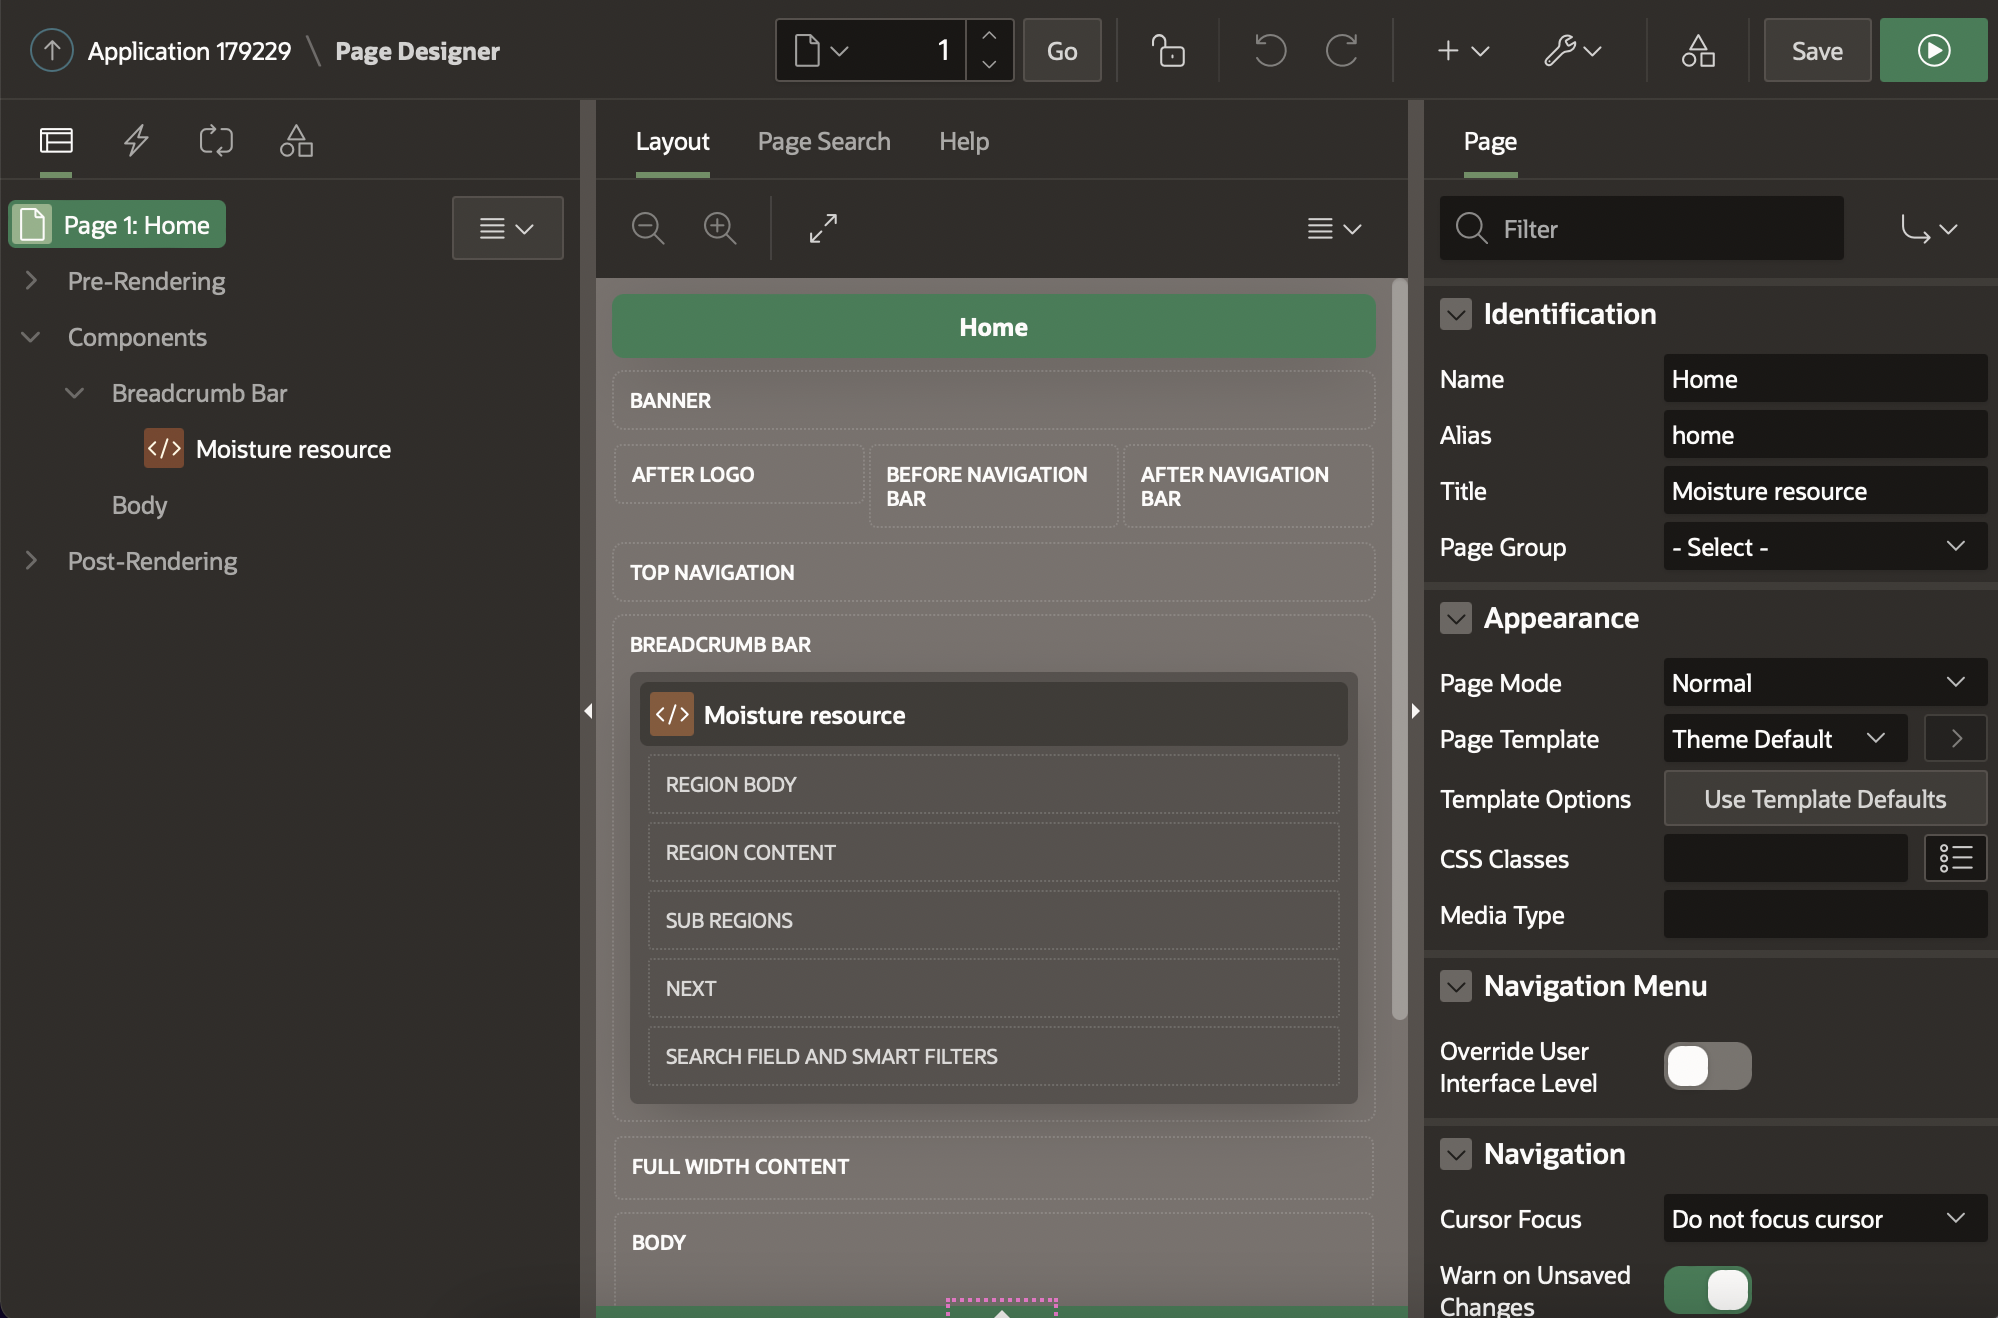 Application 179229 \ Page Designer
1
Go
Save
Page 1: Home
Pre-Rendering
Components
Breadcrumb Bar
</> Moisture resource
Body
Post-Rendering
Layout Page Search Help
Home
BANNER
AFTER LOGO
BEFORE NAVIGATION
BAR
AFTER NAVIGATION
BAR
TOP NAVIGATION
BREADCRUMB BAR
</> Moisture resource
REGION BODY
REGION CONTENT
SUB REGIONS
NEXT
SEARCH FIELD AND SMART FILTERS
FULL WIDTH CONTENT
BODY
Page
Filter
Identification
Name Home
Alias home
Title Moisture resource
Page Group - Select -
Appearance
Page Mode Normal
Page Template Theme Default
Template Options Use Template Defaults
CSS Classes
Media Type
Navigation Menu
Override User
Interface Level
Navigation
Cursor Focus Do not focus cursor
Warn on Unsaved
Changes